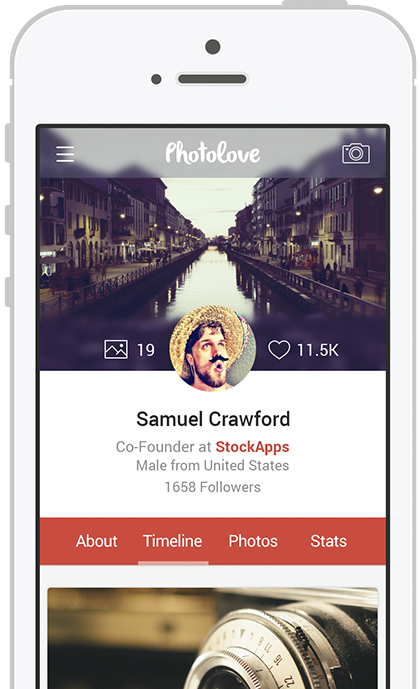 Photolove
19
11.5K
Samuel Crawford
Co-Founder at StockApps
Male from United States
1658 Followers
About Timeline Photos Stats